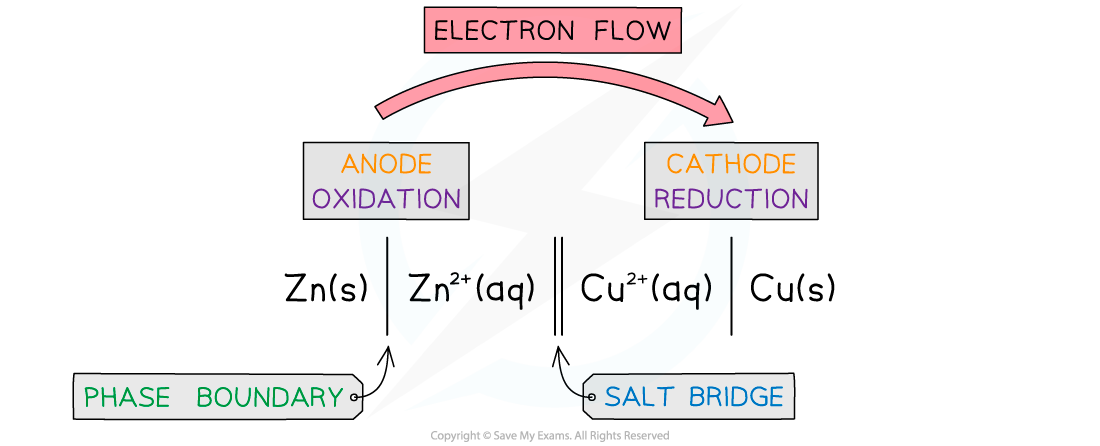 ELECTRON FLOW
ANODE
OXIDATION
CATHODE
REDUCTION
Zn(s) | Zn²⁺(aq) || Cu²⁺(aq) | Cu(s)
PHASE BOUNDARY
SALT BRIDGE
Copyright © Save My Exams. All Rights Reserved